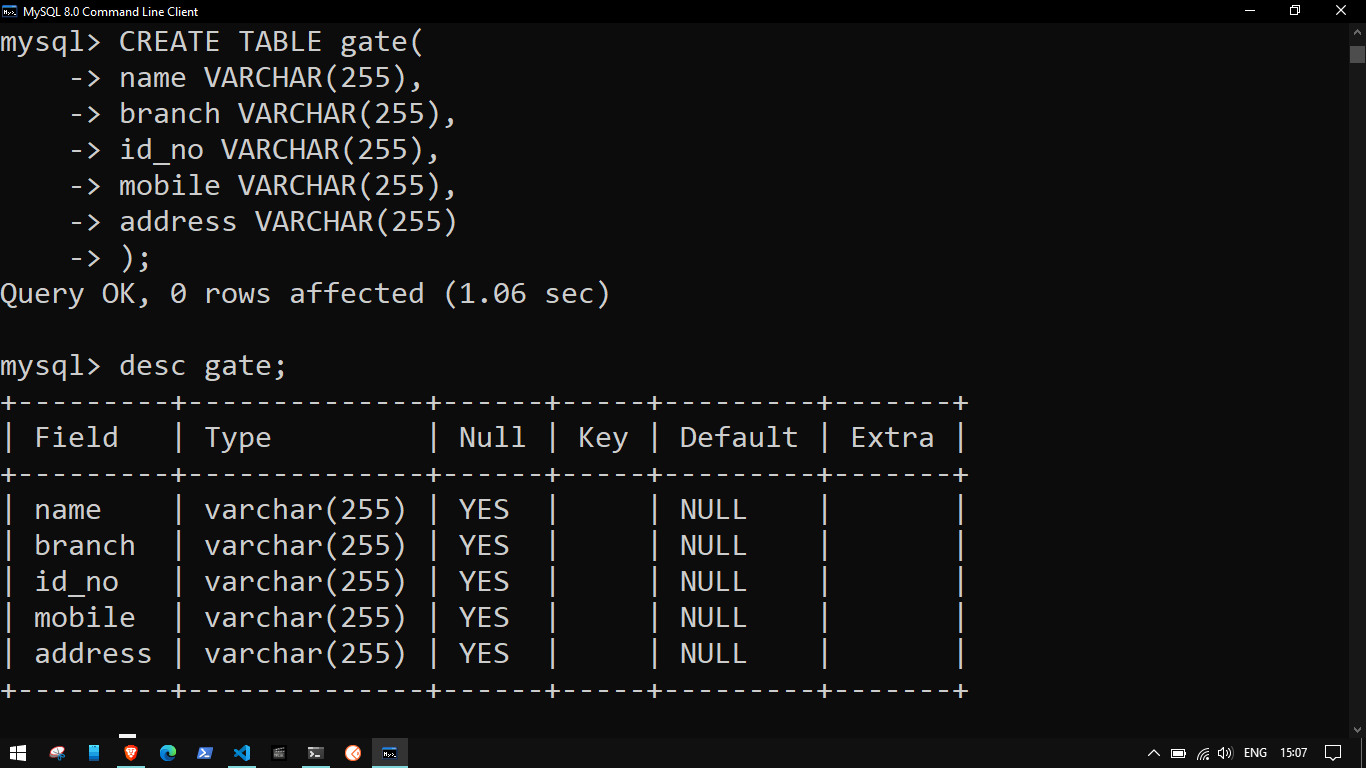 MySQL 8.0 Command Line Client
mysql> CREATE TABLE gate(
    -> name VARCHAR(255),
    -> branch VARCHAR(255),
    -> id_no VARCHAR(255),
    -> mobile VARCHAR(255),
    -> address VARCHAR(255)
    -> );
Query OK, 0 rows affected (1.06 sec)

mysql> desc gate;
+---------+--------------+------+-----+---------+-------+
| Field   | Type         | Null | Key | Default | Extra |
+---------+--------------+------+-----+---------+-------+
| name    | varchar(255) | YES  |     | NULL    |       |
| branch  | varchar(255) | YES  |     | NULL    |       |
| id_no   | varchar(255) | YES  |     | NULL    |       |
| mobile  | varchar(255) | YES  |     | NULL    |       |
| address | varchar(255) | YES  |     | NULL    |       |
+---------+--------------+------+-----+---------+-------+
ENG 15:07